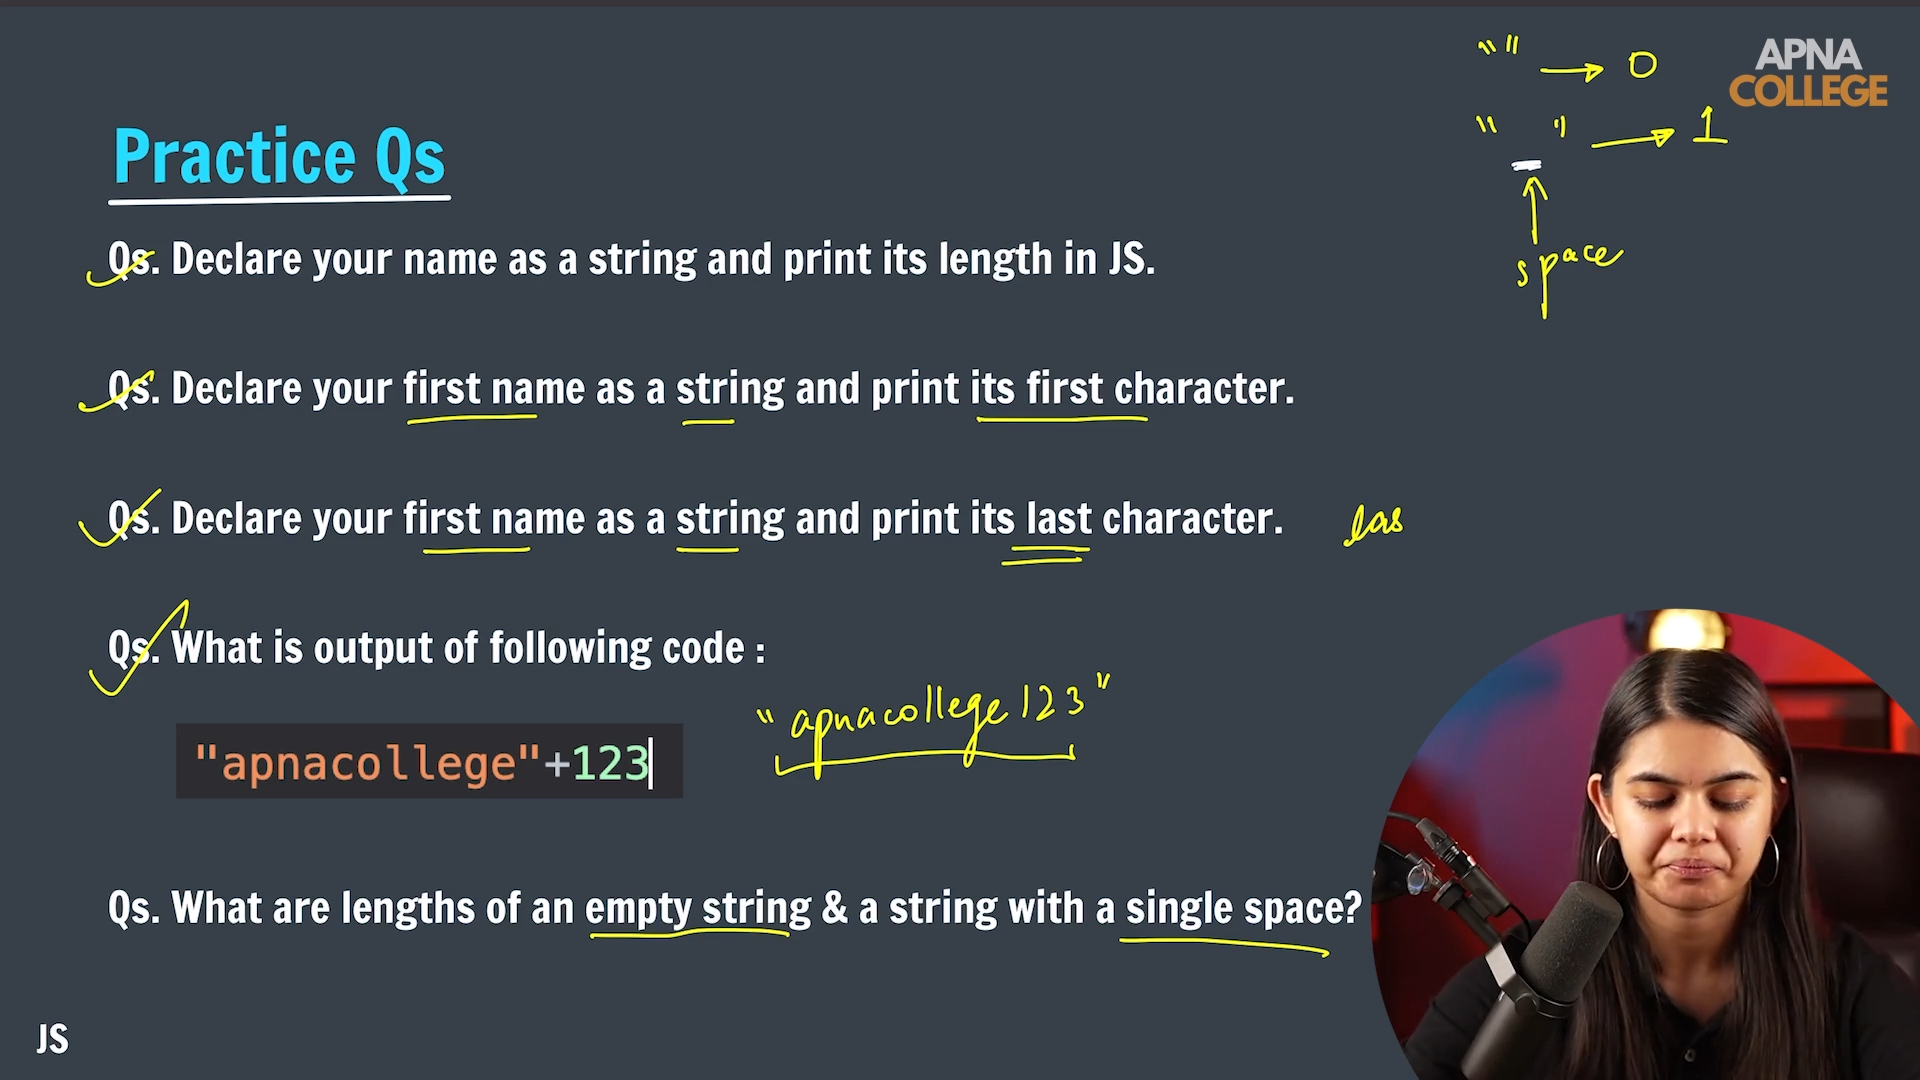 "" → 0
APNA
COLLEGE
" " → 1
space
Practice Qs
Qs. Declare your name as a string and print its length in JS.
Qs. Declare your first name as a string and print its first character.
Qs. Declare your first name as a string and print its last character. las
Qs. What is output of following code :
"apnacollege"+123
"apnacollege123"
Qs. What are lengths of an empty string & a string with a single space?
JS